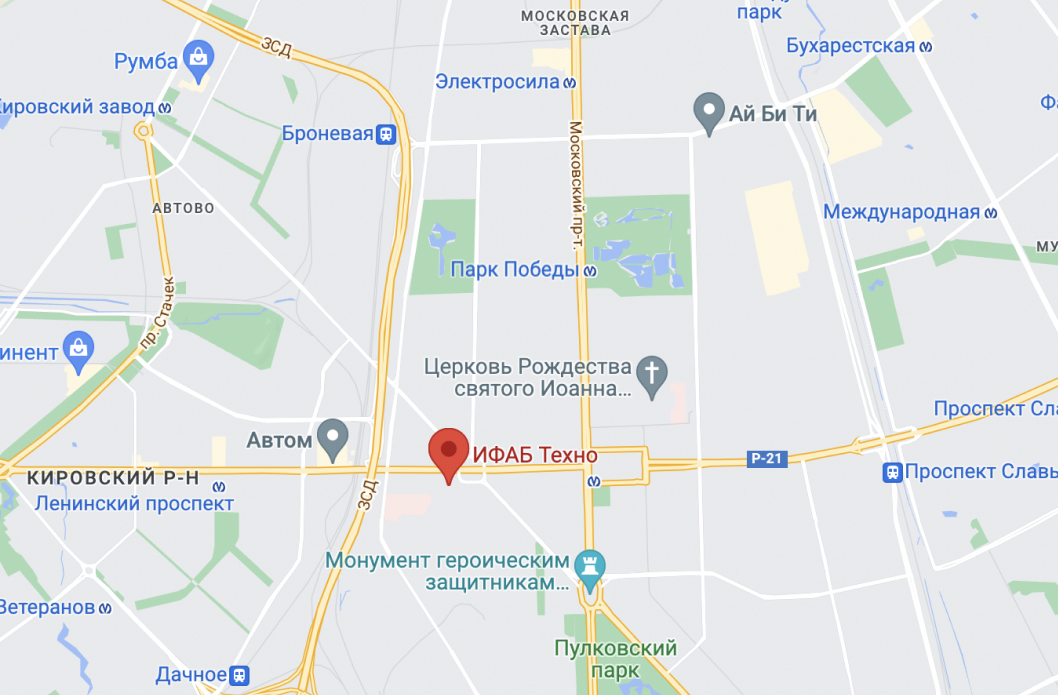 МОСКОВСКАЯ
ЗАСТАВА
парк
ЗСД
Румба
Бухарестская
Электросила
Кировский завод
Броневая
Ай Би Ти
Московский пр-т.
АВТОВО
Международная
Парк Победы
пр. Стачек
инент
Церковь Рождества
святого Иоанна...
Проспект Сла
Автом
ИФАБ Техно
Р-21
КИРОВСКИЙ Р-Н
Проспект Славы
Ленинский проспект
ЗСД
Монумент героическим
защитникам...
Ветеранов
Пулковский
парк
Дачное